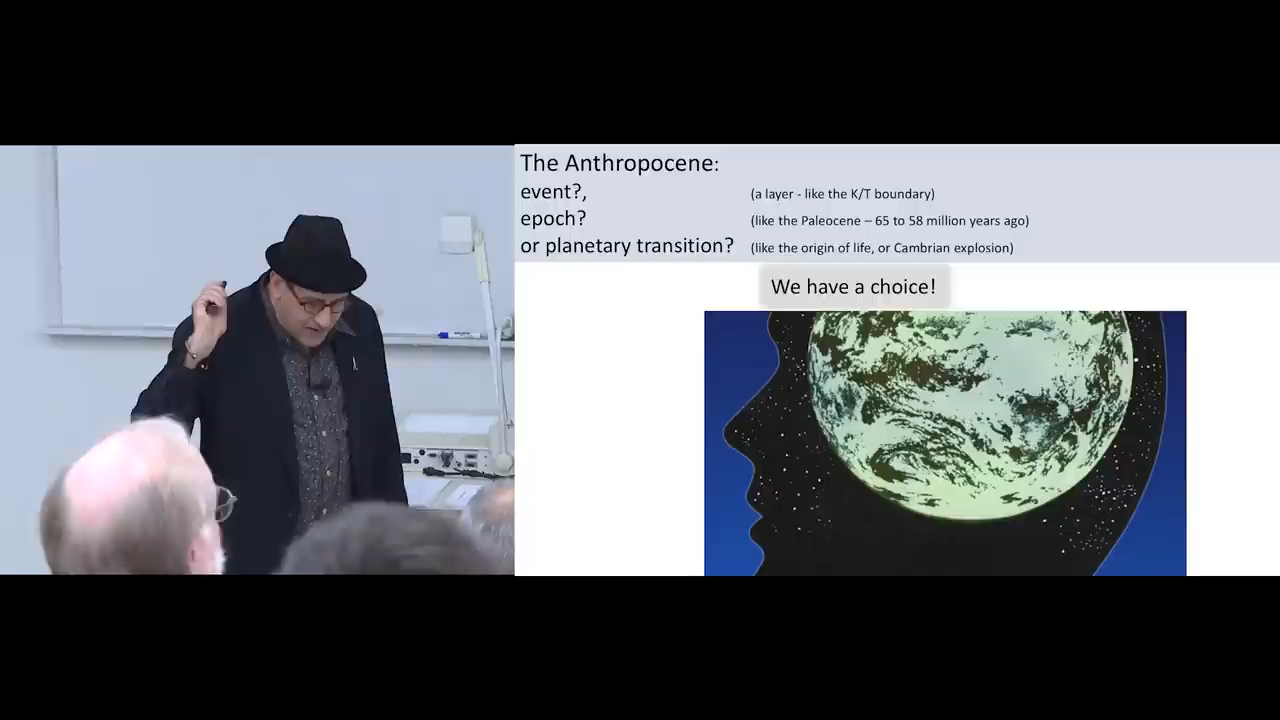 The Anthropocene:
event?, (a layer - like the K/T boundary)
epoch? (like the Paleocene – 65 to 58 million years ago)
or planetary transition? (like the origin of life, or Cambrian explosion)
We have a choice!